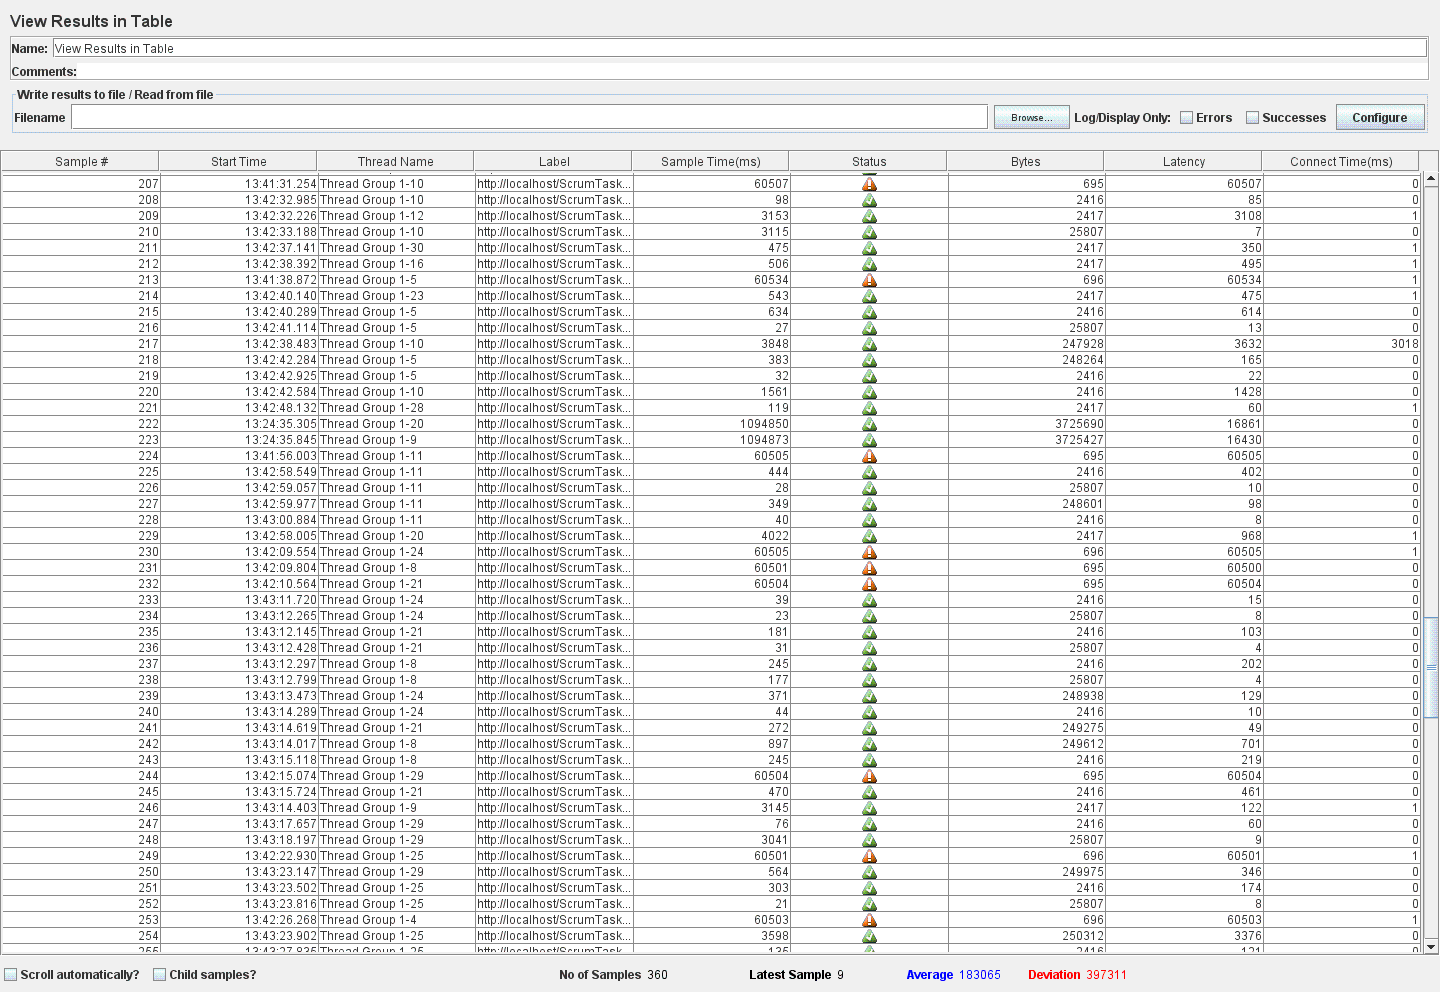 View Results in Table
Name: View Results in Table
Comments:
Write results to file / Read from file
Filename Browse... Log/Display Only: Errors Successes Configure
Sample # Start Time Thread Name Label Sample Time(ms) Status Bytes Latency Connect Time(ms)
207 13:41:31.254 Thread Group 1-10 http://localhost/ScrumTask... 60507 695 60507 0
208 13:42:32.985 Thread Group 1-10 http://localhost/ScrumTask... 98 2416 85 0
209 13:42:32.226 Thread Group 1-12 http://localhost/ScrumTask... 3153 2417 3108 1
210 13:42:33.188 Thread Group 1-10 http://localhost/ScrumTask... 3115 25807 7 0
211 13:42:37.141 Thread Group 1-30 http://localhost/ScrumTask... 475 2417 350 1
212 13:42:38.392 Thread Group 1-16 http://localhost/ScrumTask... 506 2417 495 1
213 13:41:38.872 Thread Group 1-5 http://localhost/ScrumTask... 60534 696 60534 1
214 13:42:40.140 Thread Group 1-23 http://localhost/ScrumTask... 543 2417 475 1
215 13:42:40.289 Thread Group 1-5 http://localhost/ScrumTask... 634 2416 614 0
216 13:42:41.114 Thread Group 1-5 http://localhost/ScrumTask... 27 25807 13 0
217 13:42:38.483 Thread Group 1-10 http://localhost/ScrumTask... 3848 247928 3632 3018
218 13:42:42.284 Thread Group 1-5 http://localhost/ScrumTask... 383 248264 165 0
219 13:42:42.925 Thread Group 1-5 http://localhost/ScrumTask... 32 2416 22 0
220 13:42:42.584 Thread Group 1-10 http://localhost/ScrumTask... 1561 2416 1428 0
221 13:42:48.132 Thread Group 1-28 http://localhost/ScrumTask... 119 2417 60 1
222 13:24:35.305 Thread Group 1-20 http://localhost/ScrumTask... 1094850 3725690 16861 0
223 13:24:35.845 Thread Group 1-9 http://localhost/ScrumTask... 1094873 3725427 16430 0
224 13:41:56.003 Thread Group 1-11 http://localhost/ScrumTask... 60505 695 60505 0
225 13:42:58.549 Thread Group 1-11 http://localhost/ScrumTask... 444 2416 402 0
226 13:42:59.057 Thread Group 1-11 http://localhost/ScrumTask... 28 25807 10 0
227 13:42:59.977 Thread Group 1-11 http://localhost/ScrumTask... 349 248601 98 0
228 13:43:00.884 Thread Group 1-11 http://localhost/ScrumTask... 40 2416 8 0
229 13:42:58.005 Thread Group 1-20 http://localhost/ScrumTask... 4022 2417 968 1
230 13:42:09.554 Thread Group 1-24 http://localhost/ScrumTask... 60505 696 60505 1
231 13:42:09.804 Thread Group 1-8 http://localhost/ScrumTask... 60501 695 60500 0
232 13:42:10.564 Thread Group 1-21 http://localhost/ScrumTask... 60504 695 60504 0
233 13:43:11.720 Thread Group 1-24 http://localhost/ScrumTask... 39 2416 15 0
234 13:43:12.265 Thread Group 1-24 http://localhost/ScrumTask... 23 25807 8 0
235 13:43:12.145 Thread Group 1-21 http://localhost/ScrumTask... 181 2416 103 0
236 13:43:12.428 Thread Group 1-21 http://localhost/ScrumTask... 31 25807 4 0
237 13:43:12.297 Thread Group 1-8 http://localhost/ScrumTask... 245 2416 202 0
238 13:43:12.799 Thread Group 1-8 http://localhost/ScrumTask... 177 25807 4 0
239 13:43:13.473 Thread Group 1-24 http://localhost/ScrumTask... 371 248938 129 0
240 13:43:14.289 Thread Group 1-24 http://localhost/ScrumTask... 44 2416 10 0
241 13:43:14.619 Thread Group 1-21 http://localhost/ScrumTask... 272 249275 49 0
242 13:43:14.017 Thread Group 1-8 http://localhost/ScrumTask... 897 249612 701 0
243 13:43:15.118 Thread Group 1-8 http://localhost/ScrumTask... 245 2416 219 0
244 13:42:15.074 Thread Group 1-29 http://localhost/ScrumTask... 60504 695 60504 0
245 13:43:15.724 Thread Group 1-21 http://localhost/ScrumTask... 470 2416 461 0
246 13:43:14.403 Thread Group 1-9 http://localhost/ScrumTask... 3145 2417 122 1
247 13:43:17.657 Thread Group 1-29 http://localhost/ScrumTask... 76 2416 60 0
248 13:43:18.197 Thread Group 1-29 http://localhost/ScrumTask... 3041 25807 9 0
249 13:42:22.930 Thread Group 1-25 http://localhost/ScrumTask... 60501 696 60501 1
250 13:43:23.147 Thread Group 1-29 http://localhost/ScrumTask... 564 249975 346 0
251 13:43:23.502 Thread Group 1-25 http://localhost/ScrumTask... 303 2416 174 0
252 13:43:23.816 Thread Group 1-25 http://localhost/ScrumTask... 21 25807 8 0
253 13:42:26.268 Thread Group 1-4 http://localhost/ScrumTask... 60503 696 60503 1
254 13:43:23.902 Thread Group 1-25 http://localhost/ScrumTask... 3598 250312 3376 0
255 13:43:27.835 Thread Group 1-25 http://localhost/ScrumTask... 135 2416 121 0
Scroll automatically? Child samples? No of Samples 360 Latest Sample 9 Average 183065 Deviation 397311